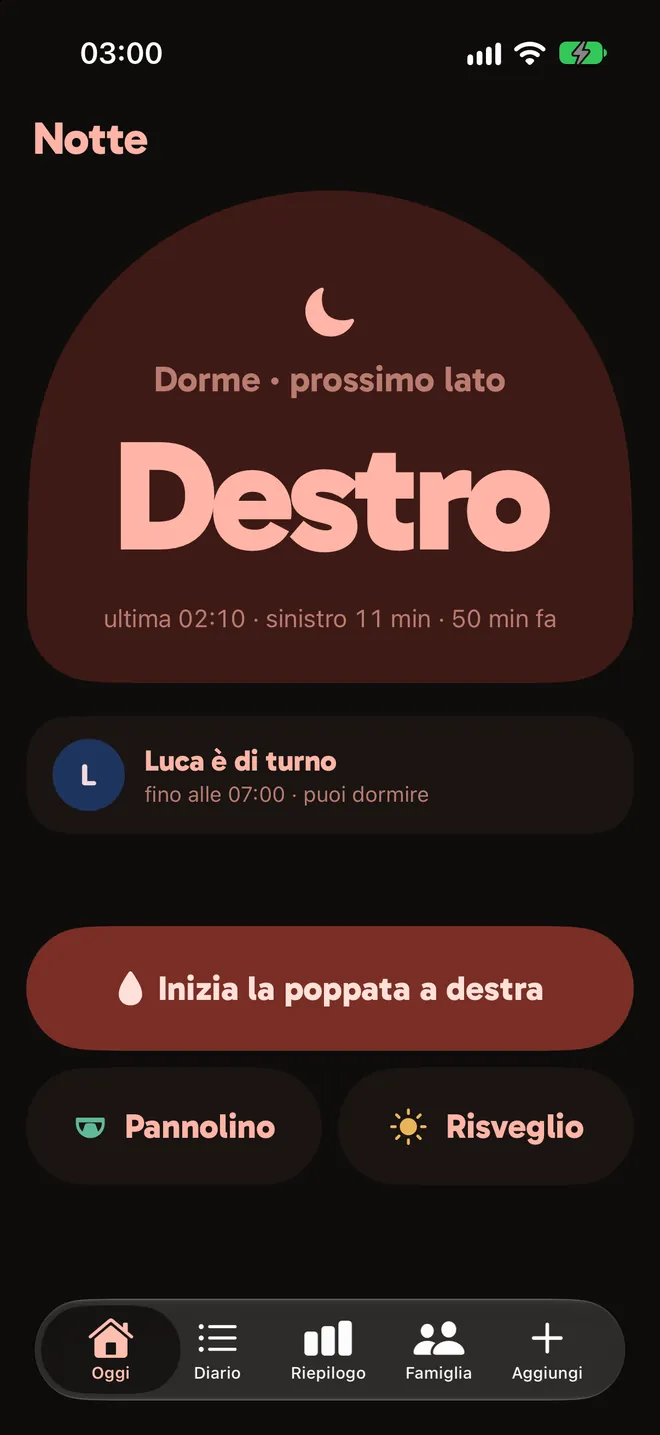 03:00
Notte
Dorme • prossimo lato
Destro
ultima 02:10 · sinistro 11 min · 50 min fa
L
Luca è di turno
fino alle 07:00 · puoi dormire
Inizia la poppata a destra
Pannolino
Risveglio
Oggi
Diario
Riepilogo
Famiglia
Aggiungi